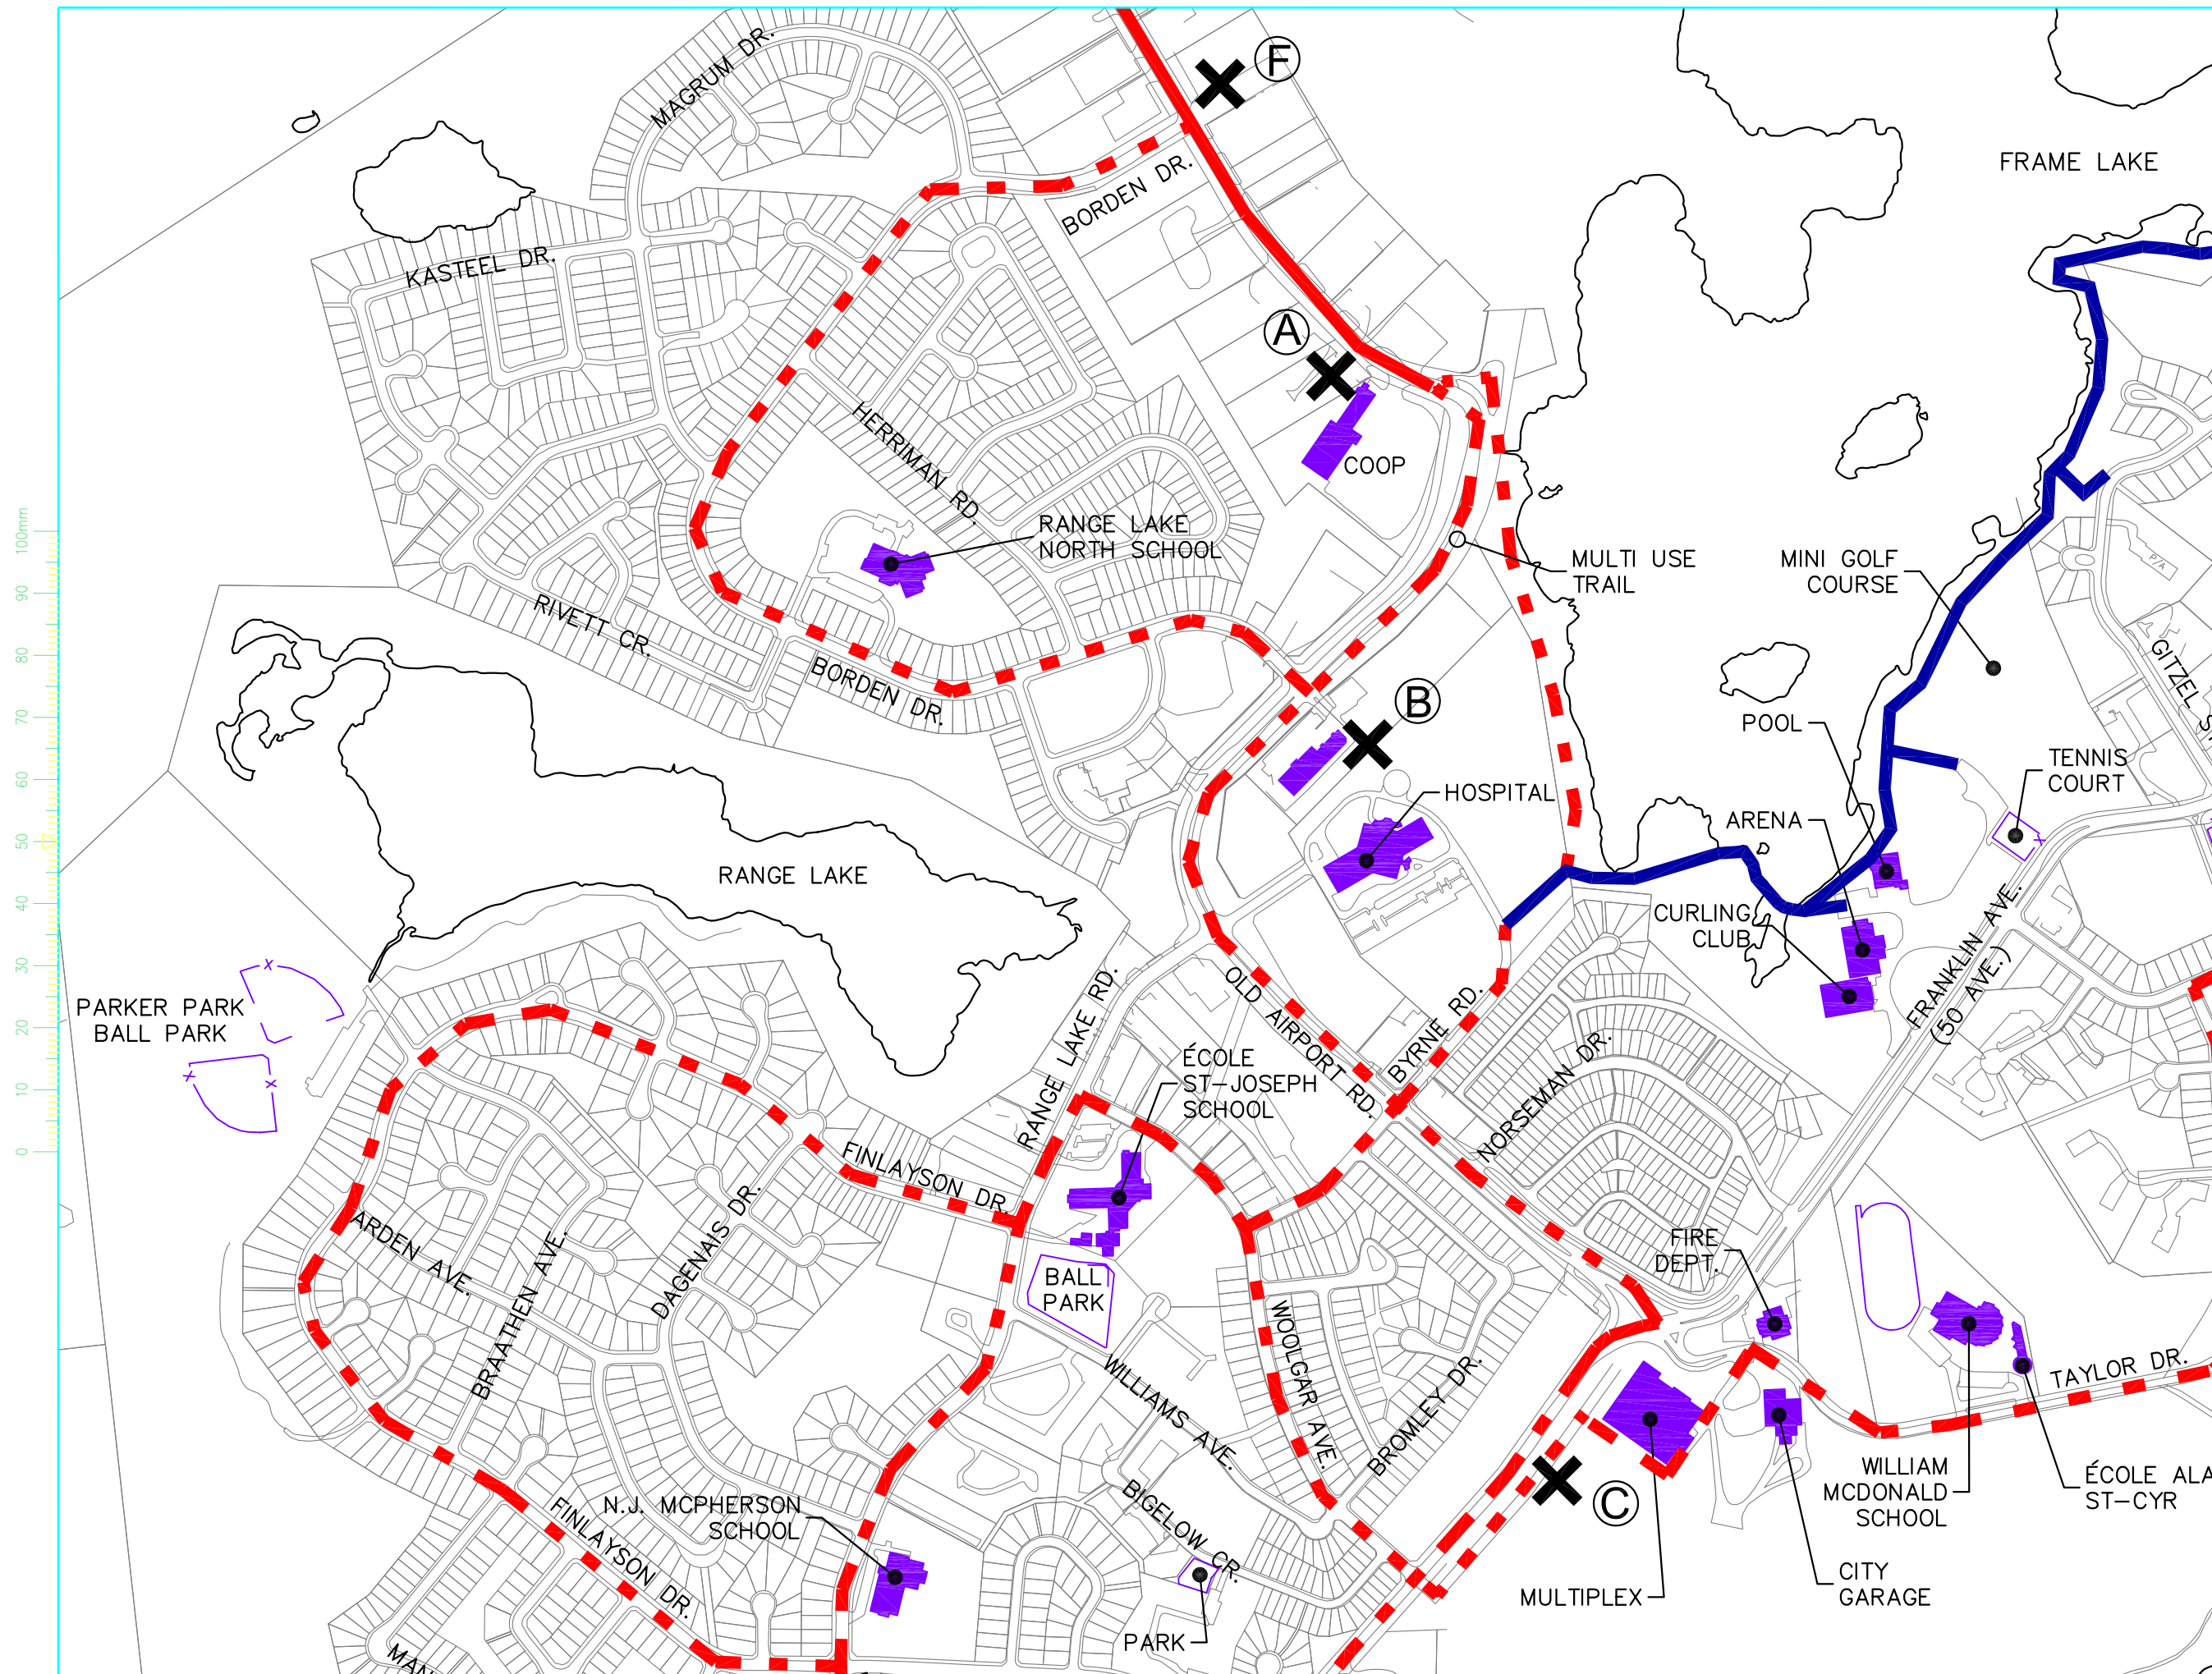 MAGRUM DR.
F
FRAME LAKE
BORDEN DR.
KASTEEL DR.
A
COOP
HERRIMAN RD.
RANGE LAKE
NORTH SCHOOL
MULTI USE
TRAIL
MINI GOLF
COURSE
P/A
100mm
90
80
70
60
50
40
30
20
10
0
RIVETT CR.
BORDEN DR.
B
GITZEL
POOL
TENNIS
COURT
HOSPITAL
ARENA
RANGE LAKE
CURLING
CLUB
FRANKLIN AVE.
(50 AVE.)
PARKER PARK
BALL PARK
OLD AIRPORT RD.
BYRNE RD.
RANGE LAKE RD.
ÉCOLE
ST-JOSEPH
SCHOOL
NORSEMAN DR.
FINLAYSON DR.
ARDEN AVE.
BRAATHEN AVE.
DAGENAIS DR.
BALL
PARK
FIRE
DEPT.
WOOLGAR AVE.
WILLIAMS AVE.
BROMLEY DR.
TAYLOR DR.
BIGELOW CR.
C
WILLIAM
MCDONALD
SCHOOL
ÉCOLE ALA
ST-CYR
N.J. MCPHERSON
SCHOOL
FINLAYSON DR.
CITY
GARAGE
MULTIPLEX
PARK